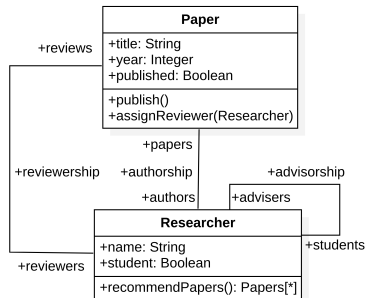 Paper
+reviews
+title: String
+year: Integer
+published: Boolean
+publish()
+assignReviewer(Researcher)
+papers
+reviewership
+authorship
+advisorship
+authors
+advisers
Researcher
+students
+name: String
+reviewers
+student: Boolean
+recommendPapers(): Papers[*]